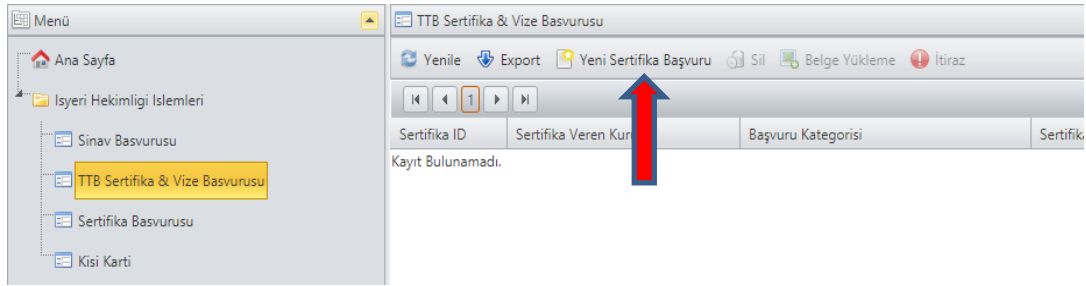 Menü
Ana Sayfa
Isyeri Hekimligi Islemleri
Sinav Basvurusu
TTB Sertifika & Vize Basvurusu
Sertifika Basvurusu
Kisi Karti
TTB Sertifika & Vize Basvurusu
Yenile Export Yeni Sertifika Başvuru Sil Belge Yükleme İtiraz
1
Sertifika ID Sertifika Veren Başvuru Kategorisi
Kayıt Bulunamadı.